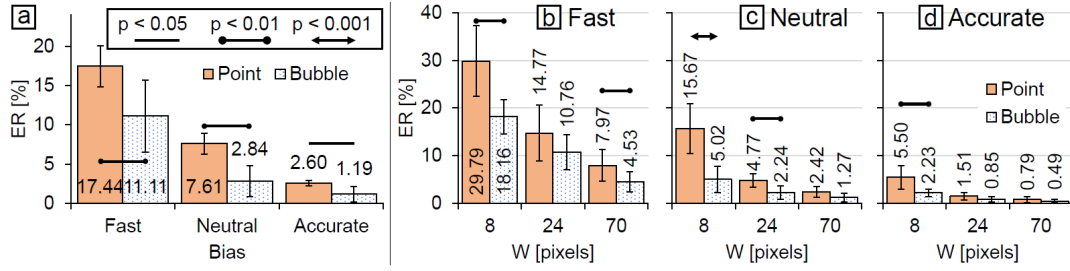 a
p < 0.05 p < 0.01 p < 0.001
Point Bubble
ER [%]
20
15
10
5
0
17.44 11.11 7.61 2.84 2.60 1.19
Fast Neutral Accurate
Bias
b Fast
ER [%]
40
30
20
10
0
29.79 18.16 14.77 10.76 7.97 4.53
8 24 70
W [pixels]
c Neutral
15.67 5.02 4.77 2.24 2.42 1.27
8 24 70
W [pixels]
d Accurate
Point
Bubble
5.50 2.23 1.51 0.85 0.79 0.49
8 24 70
W [pixels]